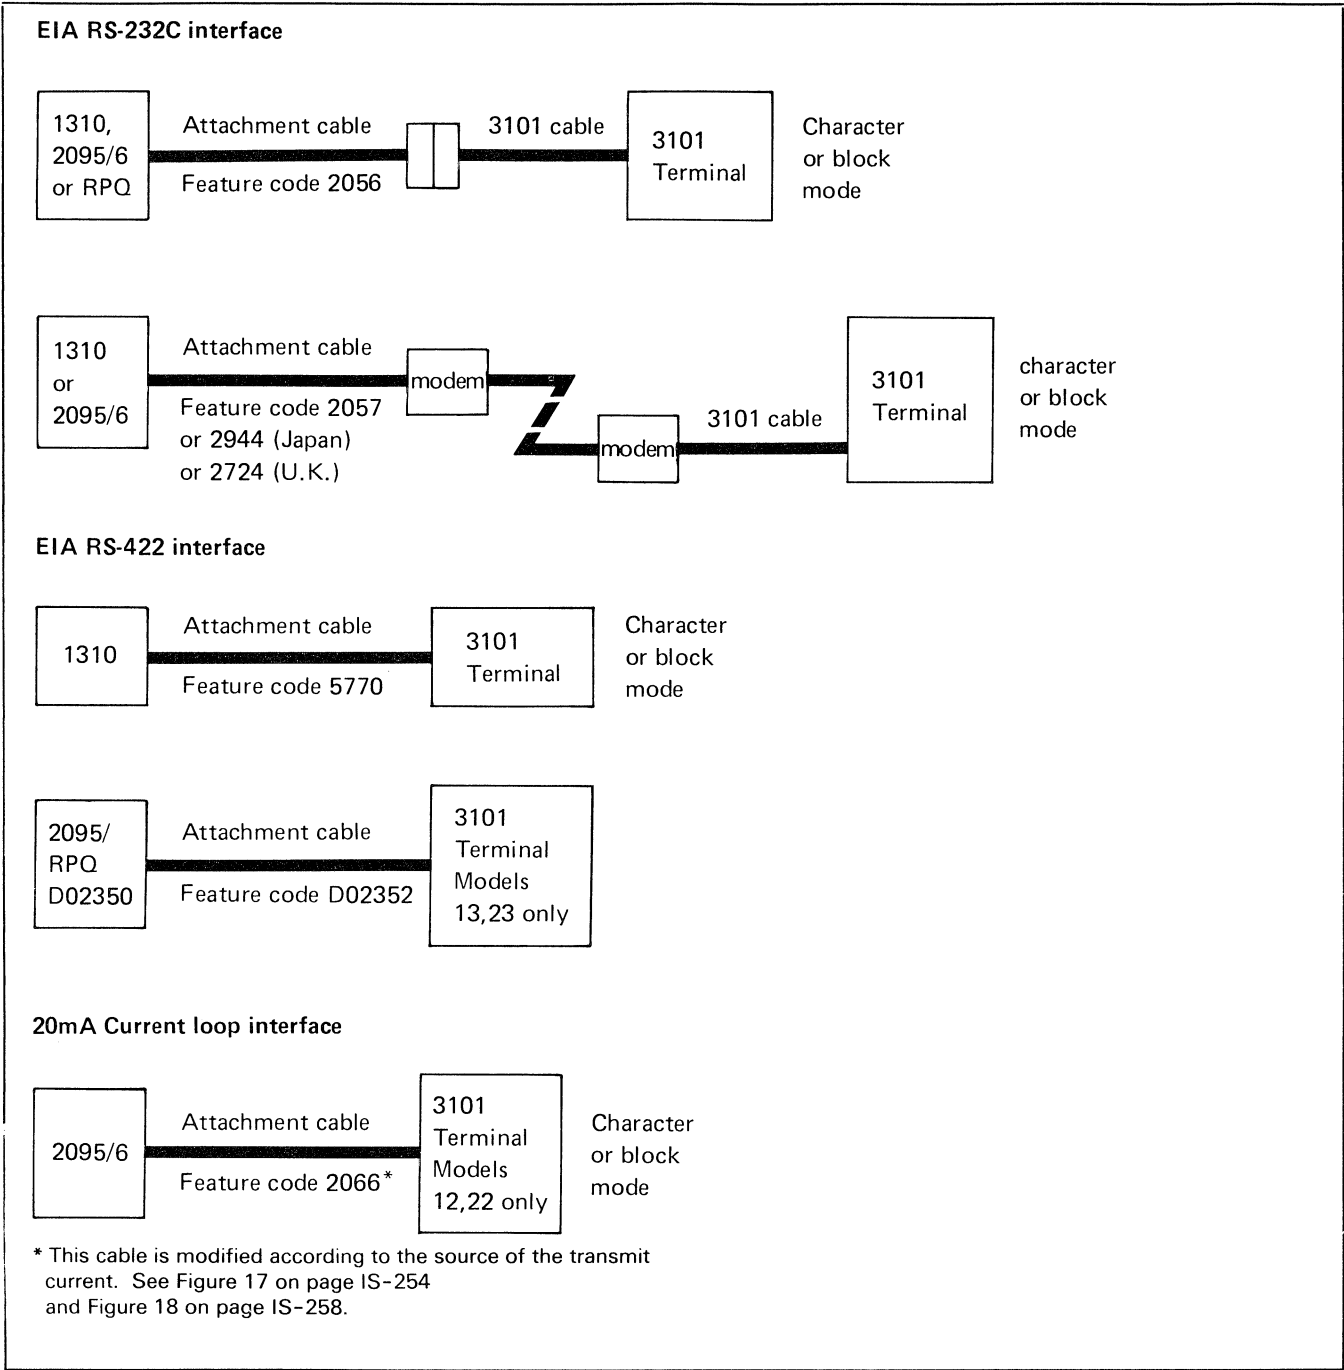 EIA RS-232C interface
1310,
2095/6
or RPQ
Attachment cable
Feature code 2056
3101 cable
3101
Terminal
Character
or block
mode
1310
or
2095/6
Attachment cable
Feature code 2057
or 2944 (Japan)
or 2724 (U.K.)
modem
modem
3101 cable
3101
Terminal
character
or block
mode
EIA RS-422 interface
1310
Attachment cable
Feature code 5770
3101
Terminal
Character
or block
mode
2095/
RPQ
D02350
Attachment cable
Feature code D02352
3101
Terminal
Models
13,23 only
20mA Current loop interface
2095/6
Attachment cable
Feature code 2066*
3101
Terminal
Models
12,22 only
Character
or block
mode
* This cable is modified according to the source of the transmit
current. See Figure 17 on page IS-254
and Figure 18 on page IS-258.